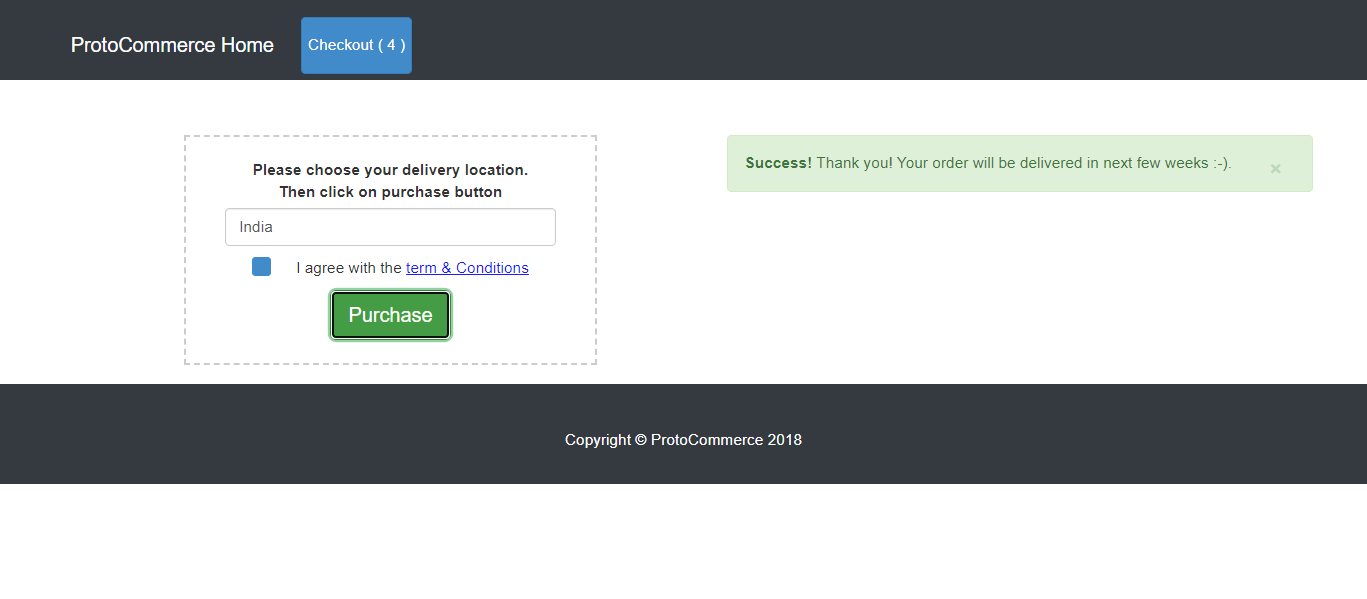 ProtoCommerce Home
Checkout ( 4 )
Please choose your delivery location.
Then click on purchase button
India
I agree with the term & Conditions
Purchase
Success! Thank you! Your order will be delivered in next few weeks :-).
×
Copyright © ProtoCommerce 2018